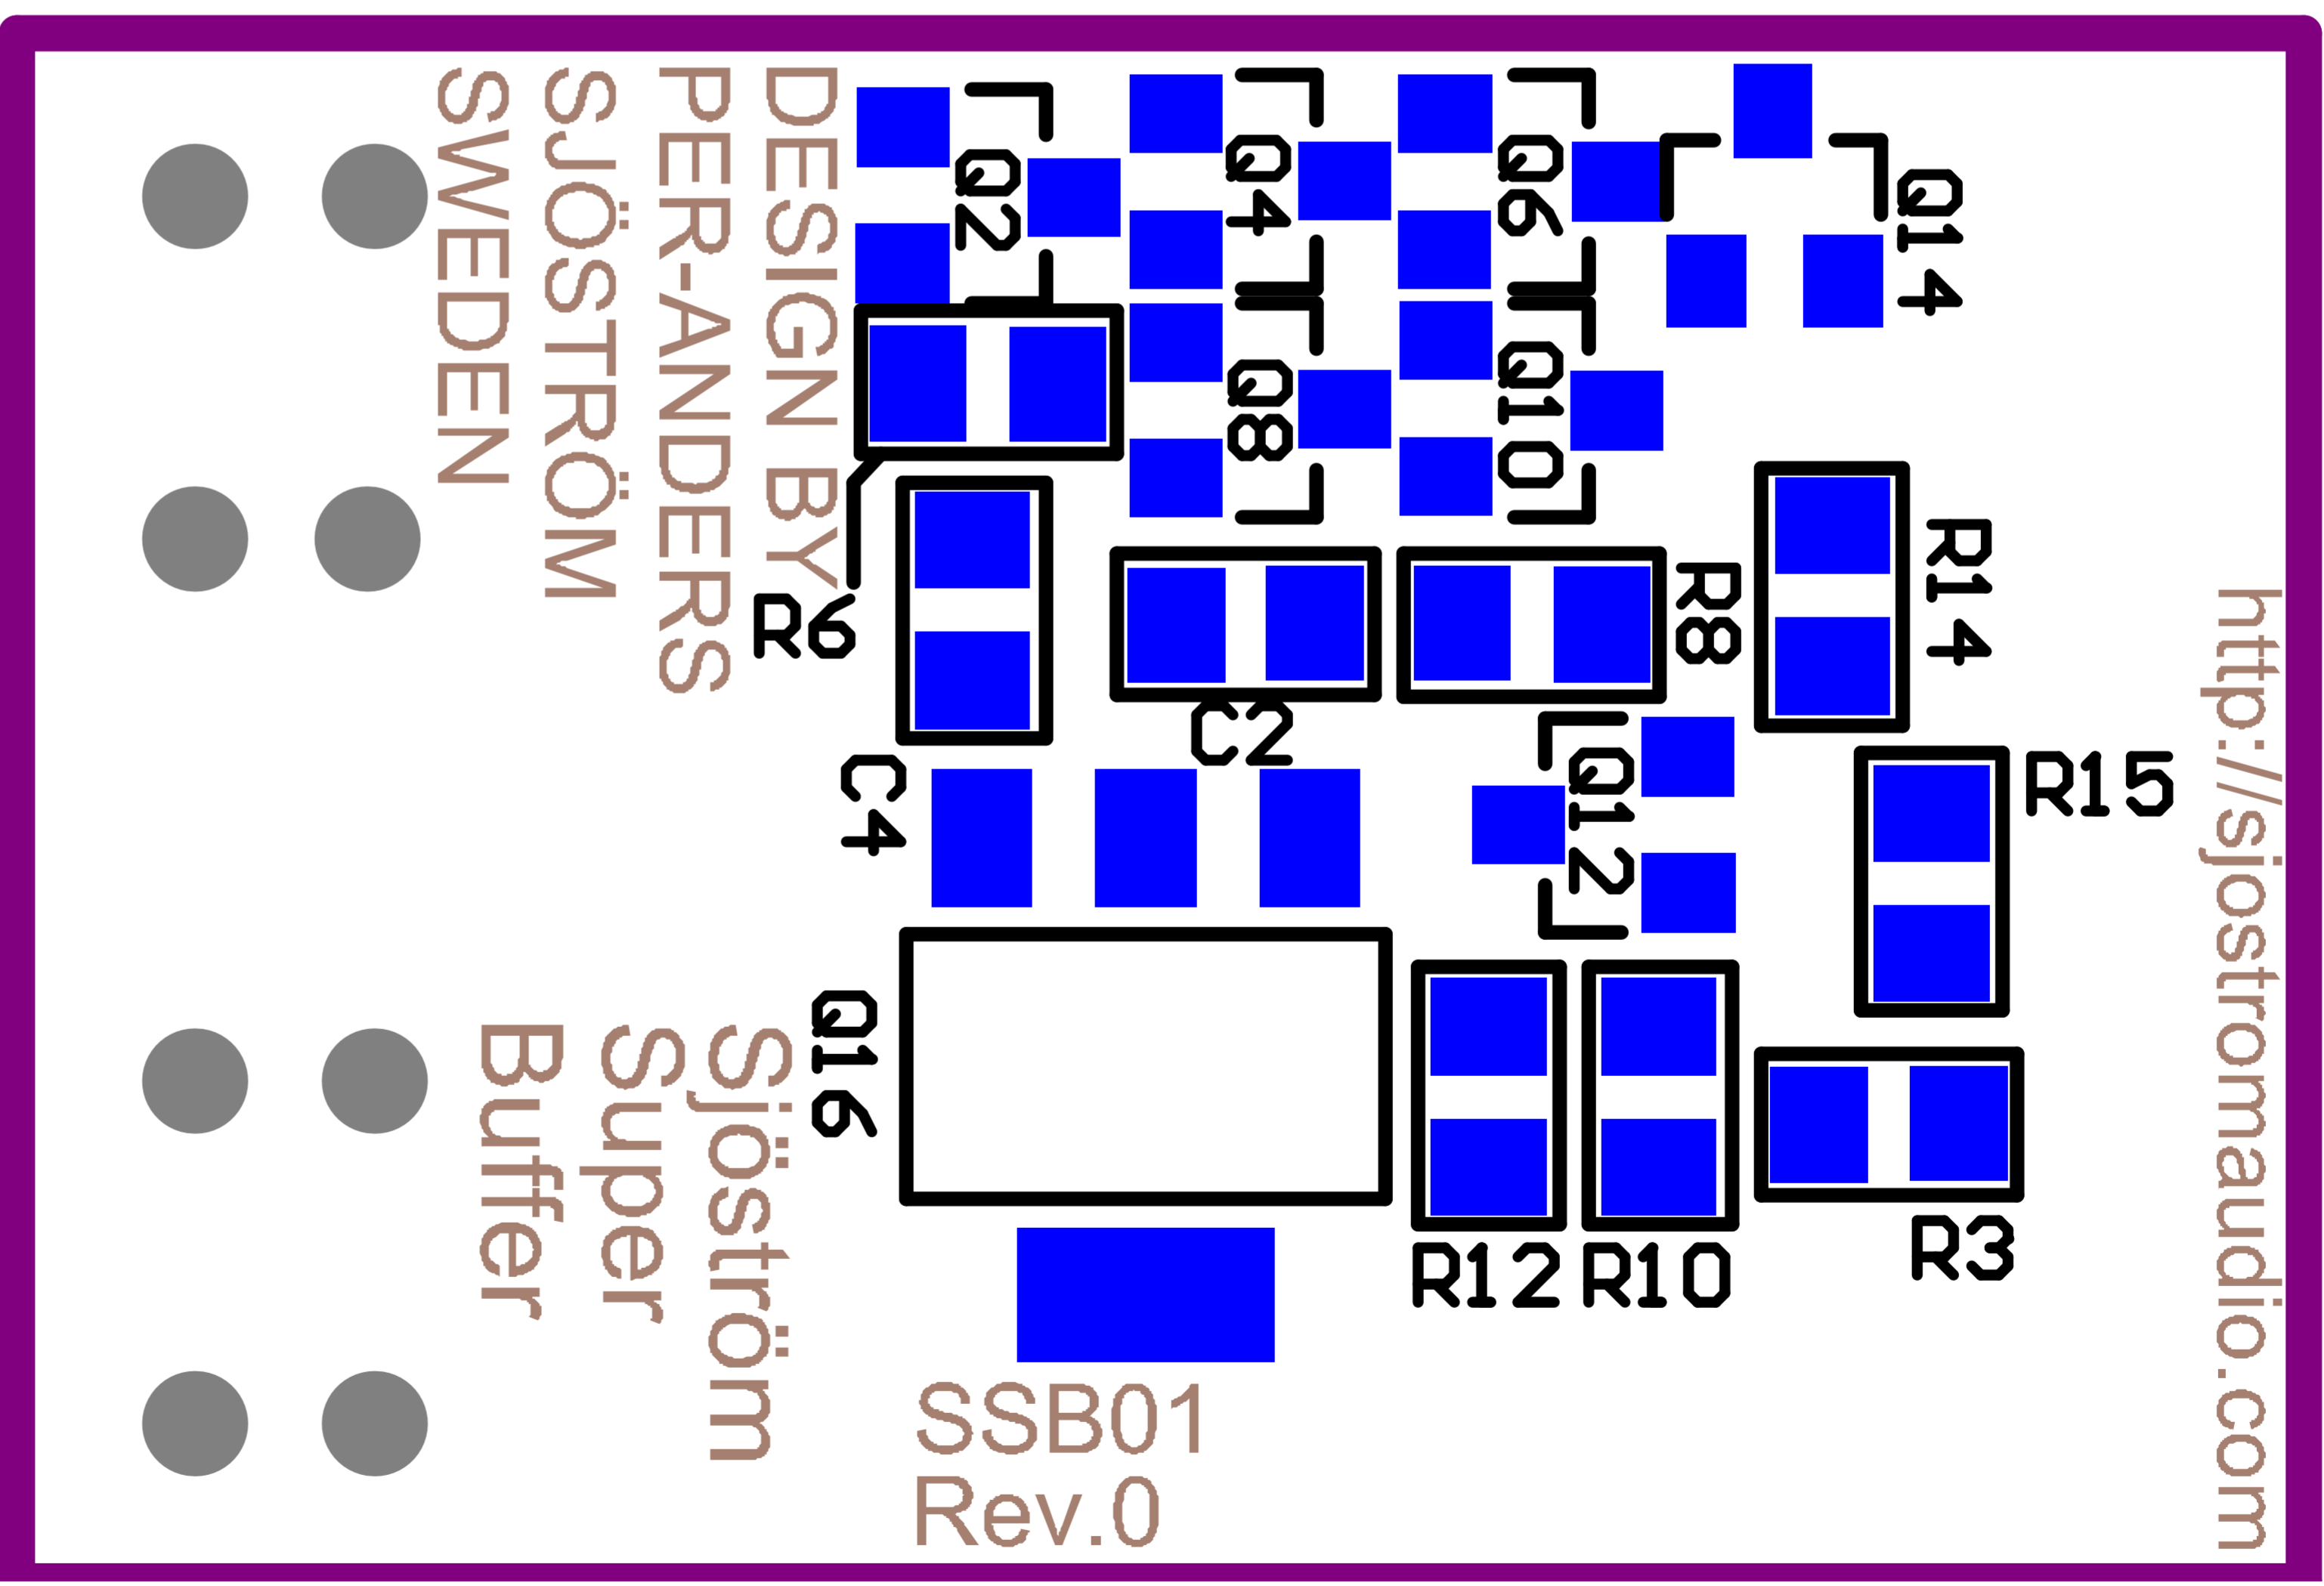 DESIGN BY
PER-ANDERS
SJÖSTRÖM
SWEDEN
Q2
Q4
Q6
Q14
Q8
Q10
R6
C4
C2
R8
R14
Q12
R15
Q16
R12
R10
R3
Sjöström
Super
Buffer
SSB01
Rev.0
http://sjostromaudio.com